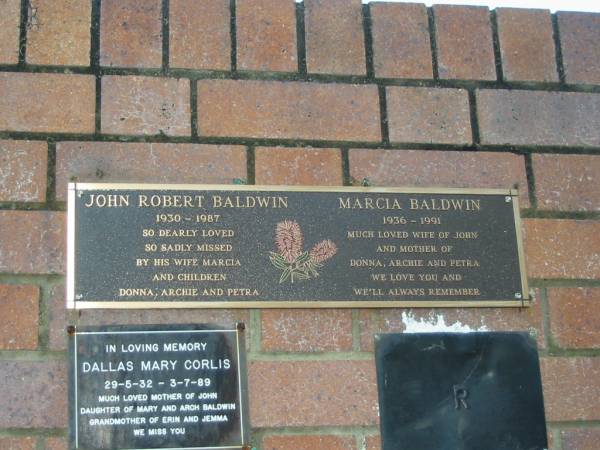 JOHN ROBERT BALDWIN
1930 - 1987
SO DEARLY LOVED
SO SADLY MISSED
BY HIS WIFE MARCIA
AND CHILDREN
DONNA, ARCHIE AND PETRA
MARCIA BALDWIN
1936 - 1991
MUCH LOVED WIFE OF JOHN
AND MOTHER OF
DONNA, ARCHIE AND PETRA
WE LOVE YOU AND
WE'LL ALWAYS REMEMBER
IN LOVING MEMORY
DALLAS MARY CORLIS
29-5-32 - 3-7-89
MUCH LOVED MOTHER OF JOHN
DAUGHTER OF MARY AND ARCH BALDWIN
GRANDMOTHER OF ERIN AND JEMMA
WE MISS YOU
R